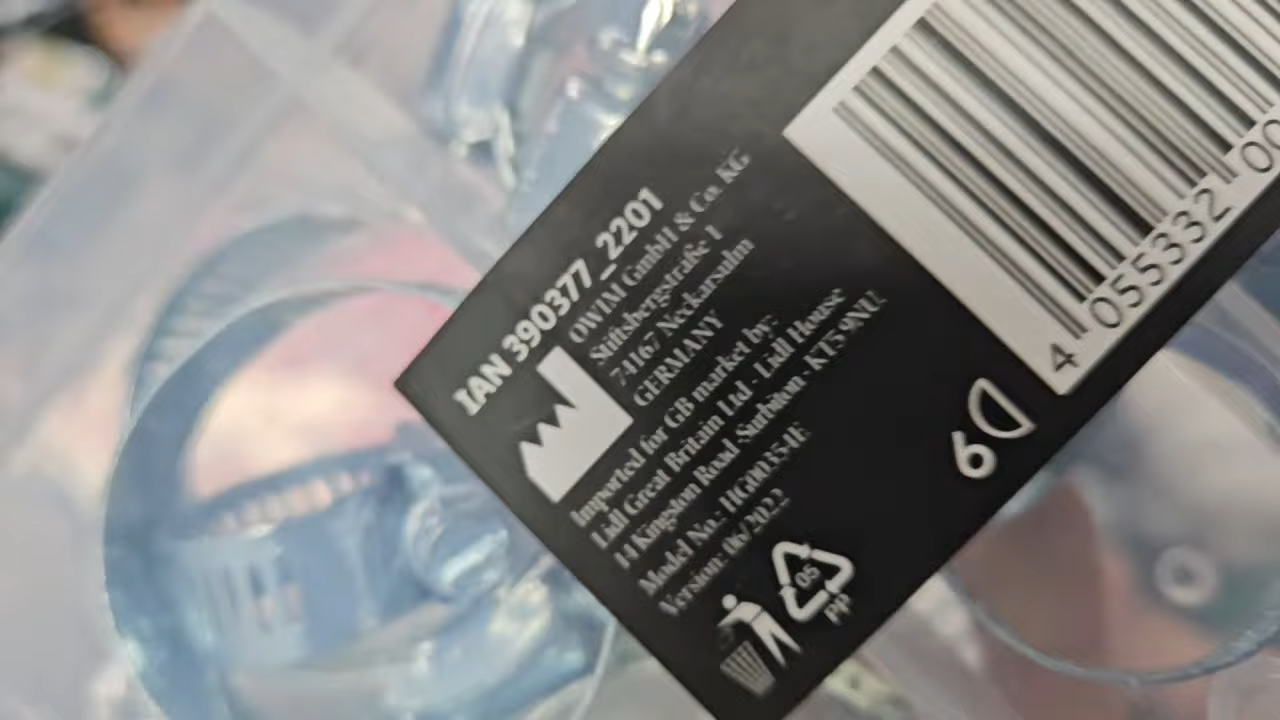 IAN 390377_2201
OWIM GmbH & Co. KG
Stiftsbergstraße 1
74167 Neckarsulm
GERMANY
Imported for GB market by:
Lidl Great Britain Ltd · Lidl House
14 Kingston Road · Surbiton · KT5 9NU
Model No.: HG00354E
Version: 06/2022
05
PP
4 055332 00
6